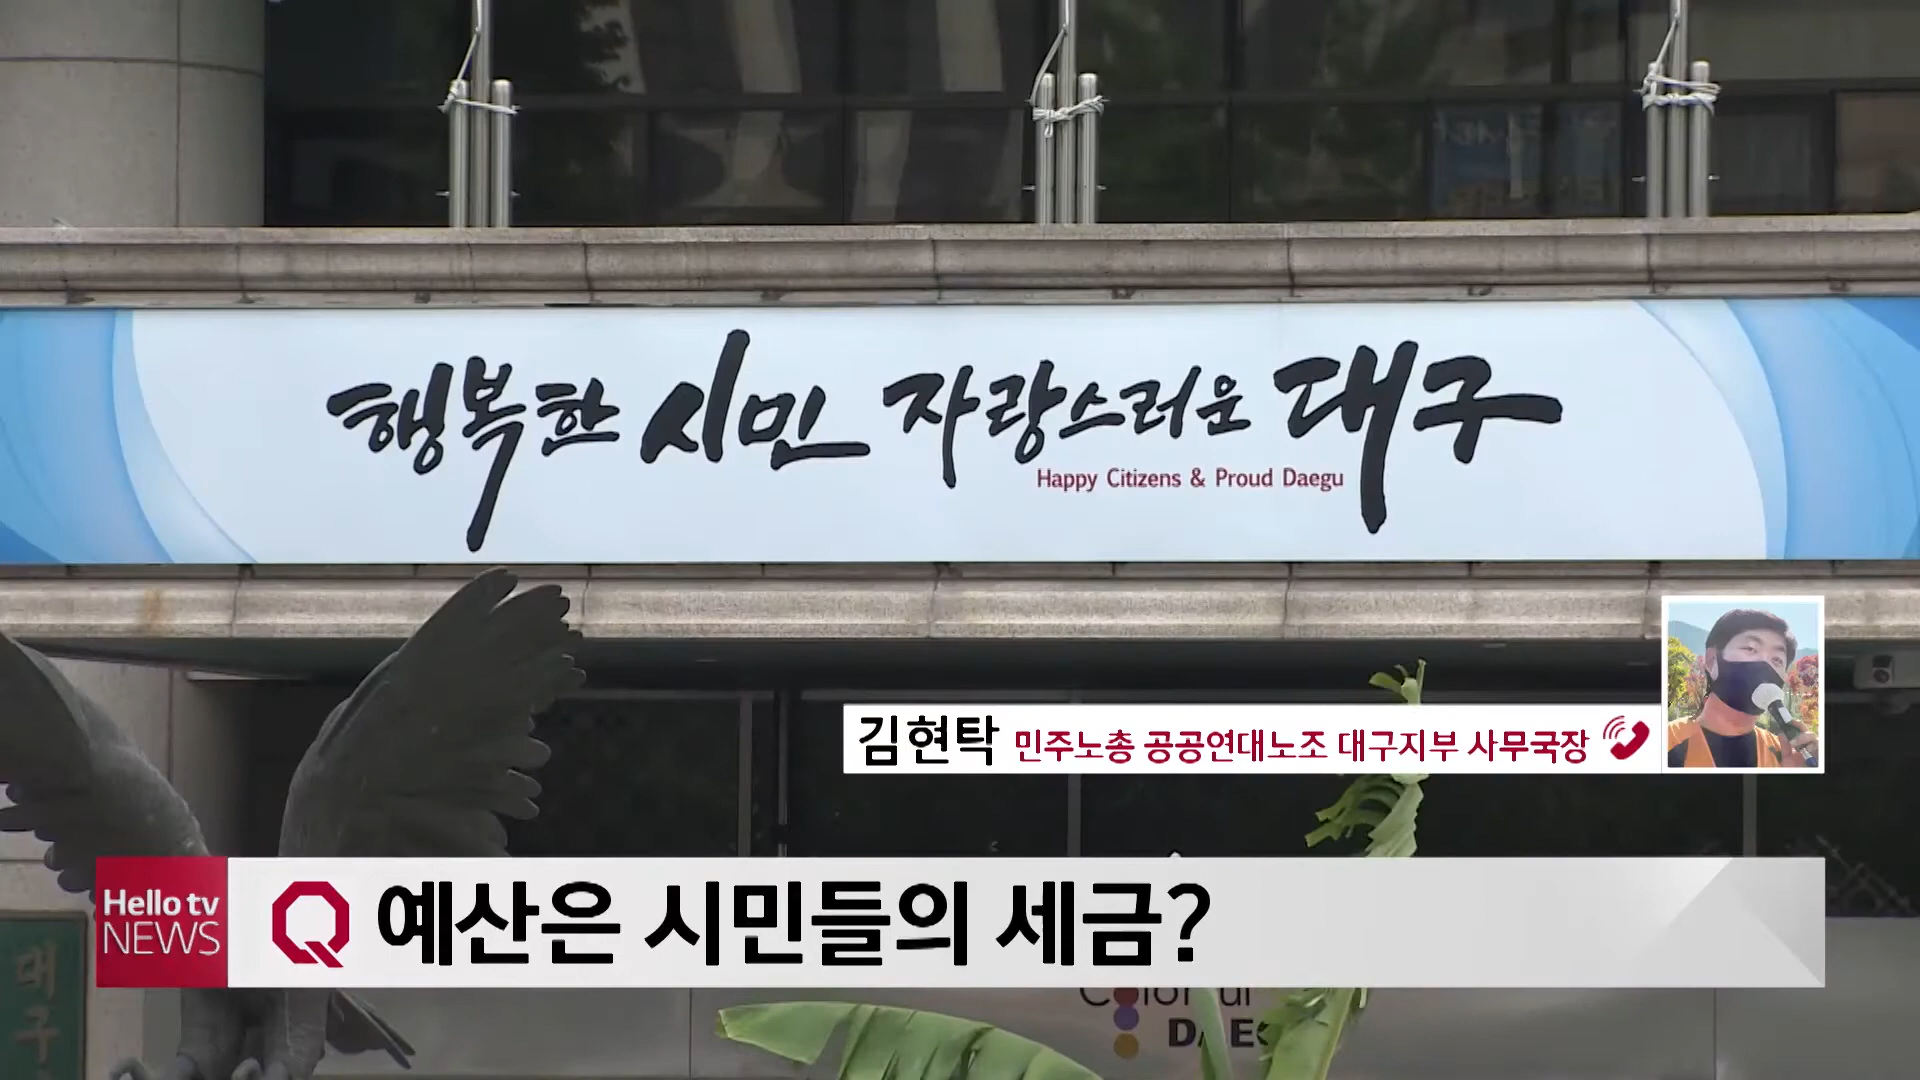 행복한 시민 자랑스러운 대구
Happy Citizens & Proud Daegu
김현탁 민주노총 공공연대노조 대구지부 사무국장
Hello tv
NEWS
Q 예산은 시민들의 세금?
대구